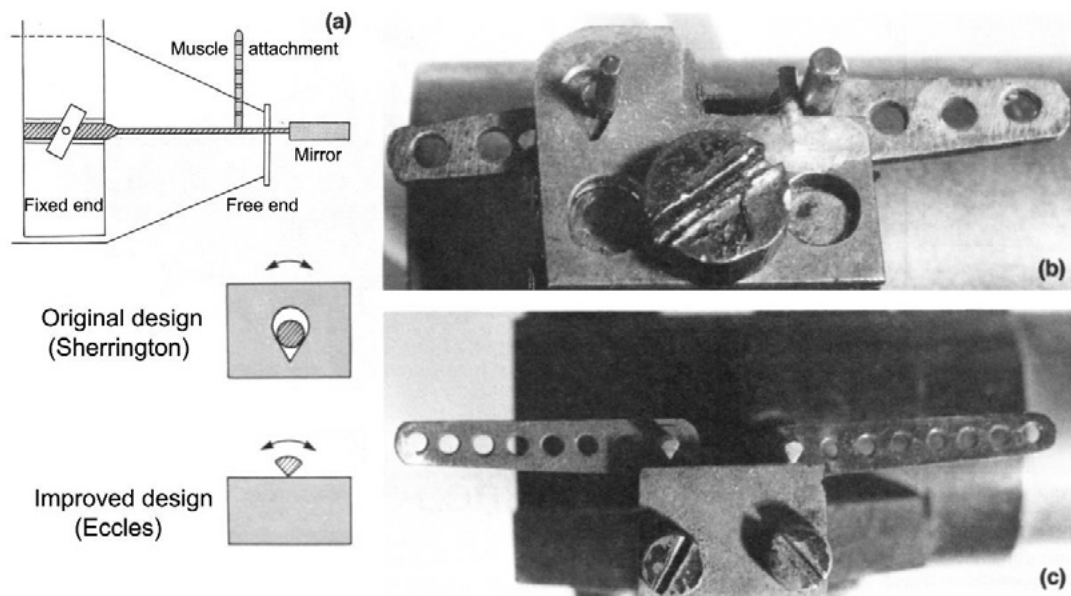 (a)
Muscle attachment
Mirror
Fixed end
Free end
Original design
(Sherrington)
Improved design
(Eccles)
(b)
(c)